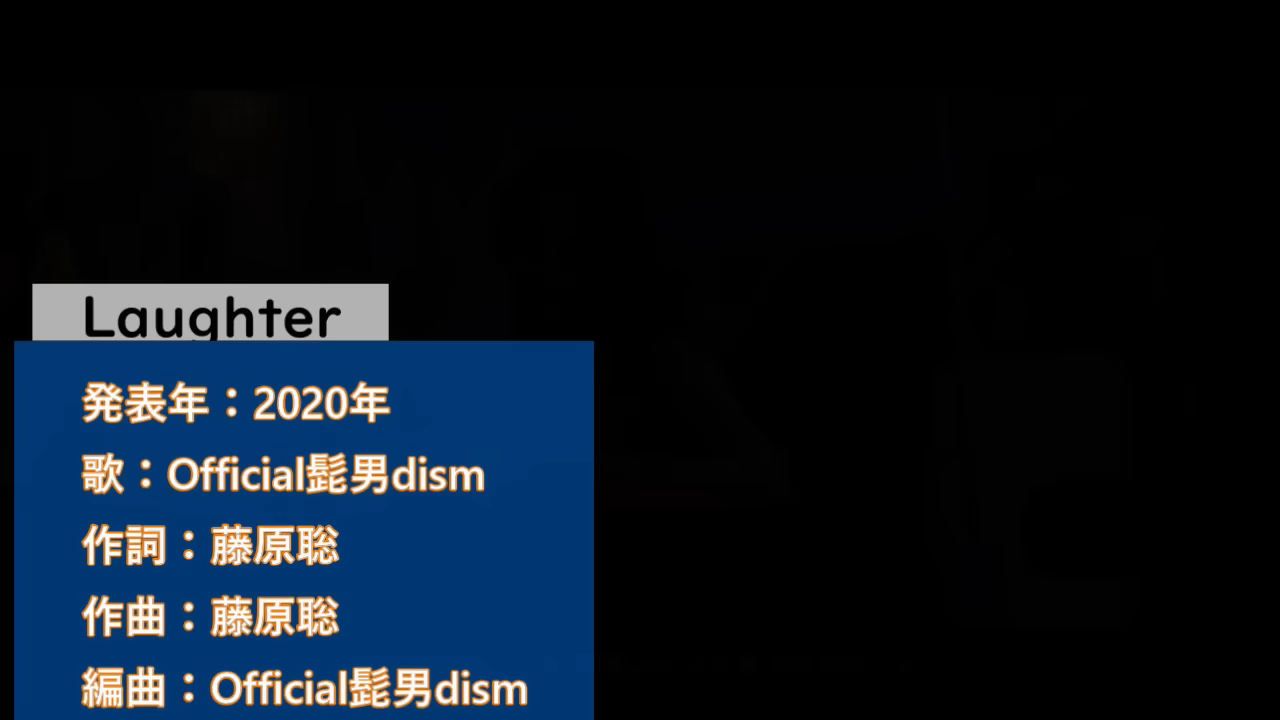 Laughter
発表年：2020年
歌：Official髭男dism
作詞：藤原聡
作曲：藤原聡
編曲：Official髭男dism